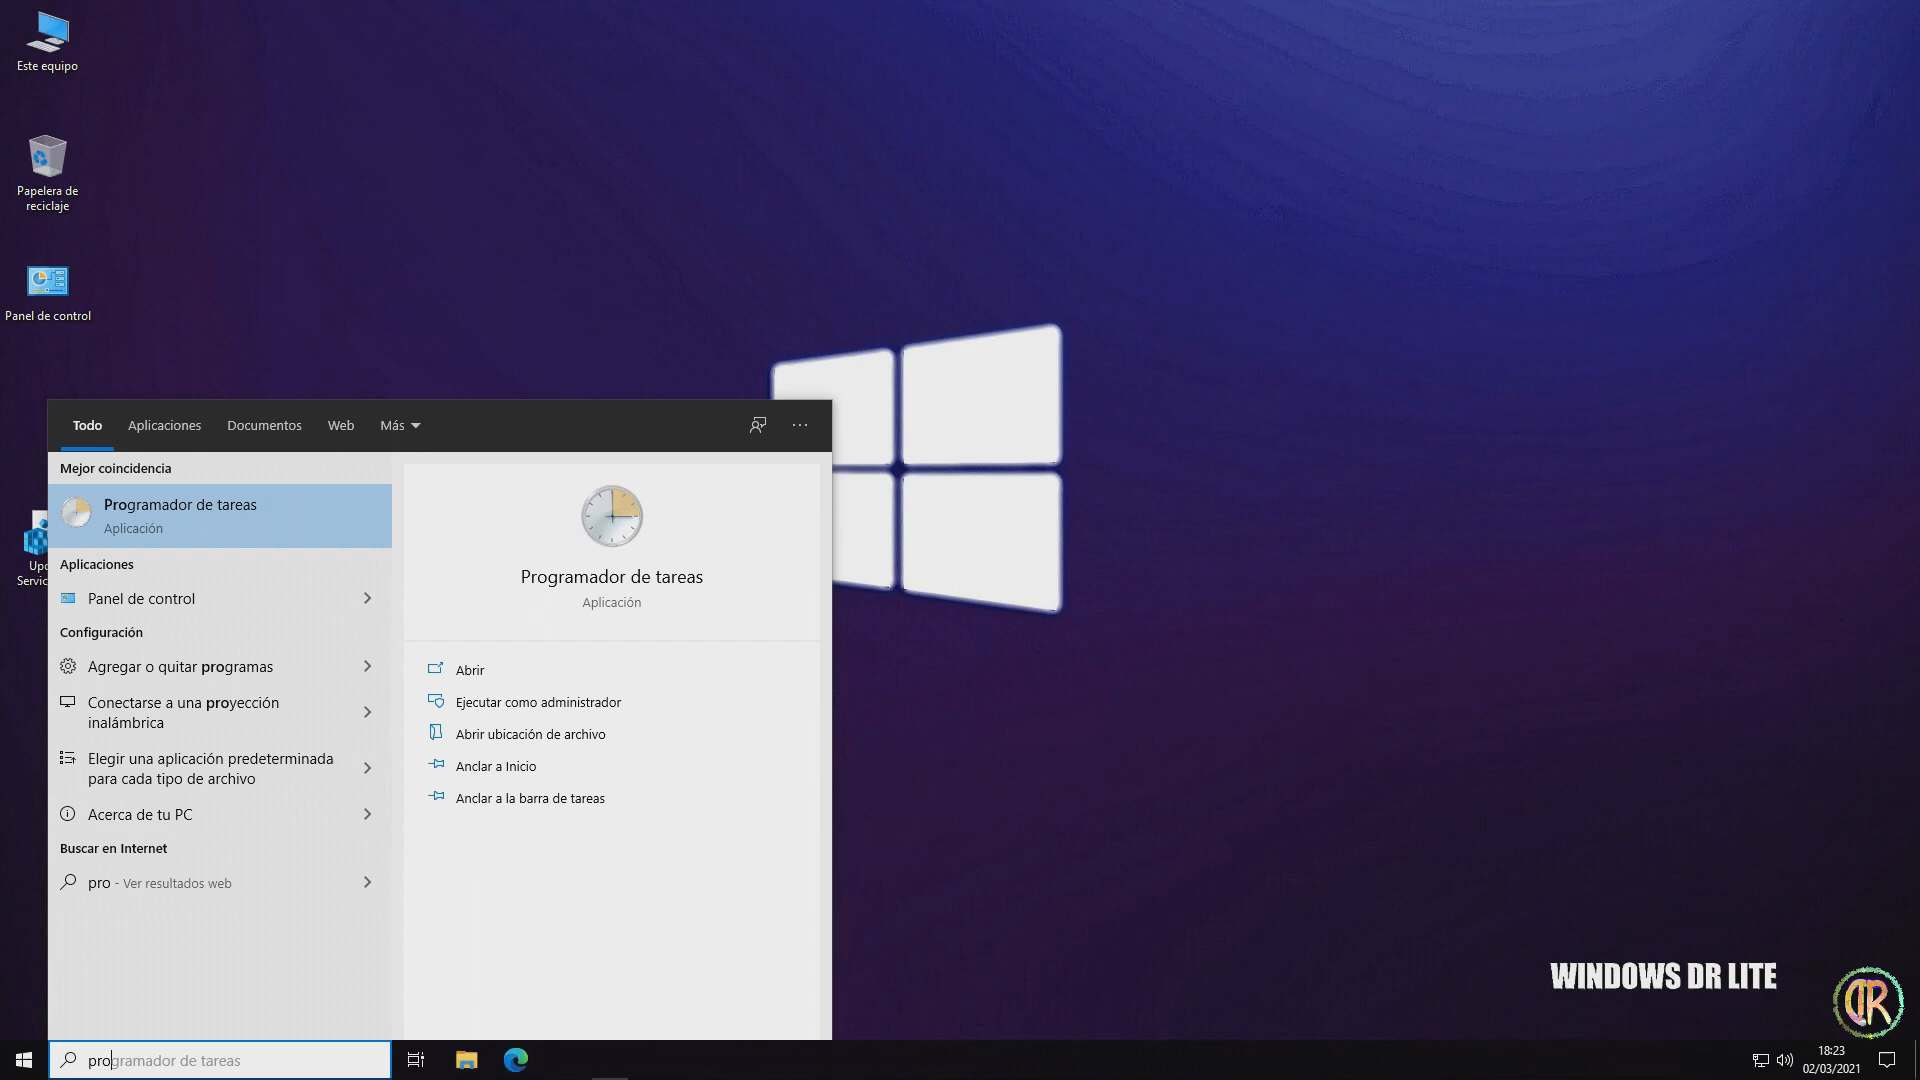 Este equipo
Papelera de
reciclaje
Panel de control
Servic
Todo
Aplicaciones
Documentos
Web
Más
Mejor coincidencia
Programador de tareas
Aplicación
Aplicaciones
Panel de control
Configuración
Agregar o quitar programas
Conectarse a una proyección
inalámbrica
Elegir una aplicación predeterminada
para cada tipo de archivo
Acerca de tu PC
Buscar en Internet
pro - Ver resultados web
Programador de tareas
Aplicación
Abrir
Ejecutar como administrador
Abrir ubicación de archivo
Anclar a Inicio
Anclar a la barra de tareas
WINDOWS DR LITE
DR
programador de tareas
18:23
02/03/2021